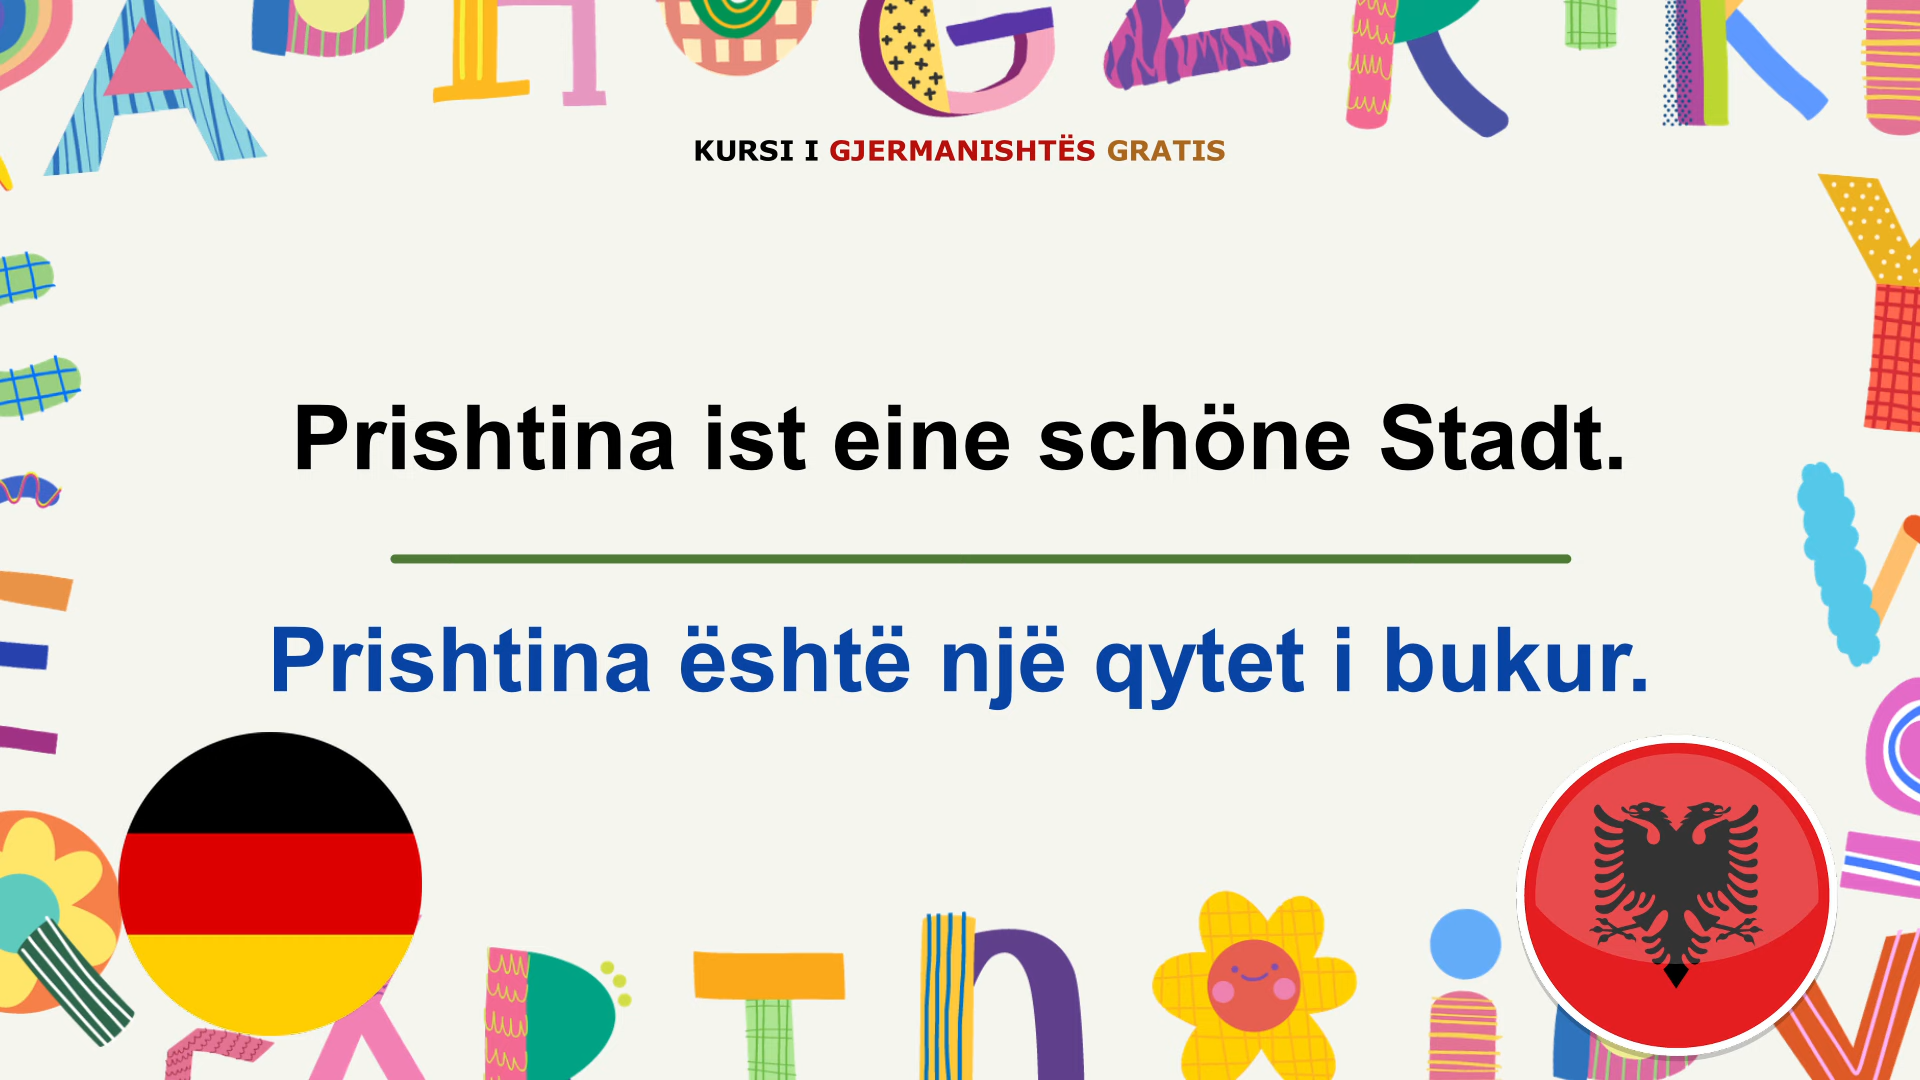 KURSI I GJERMANISHTËS GRATIS
Prishtina ist eine schöne Stadt.
Prishtina është një qytet i bukur.